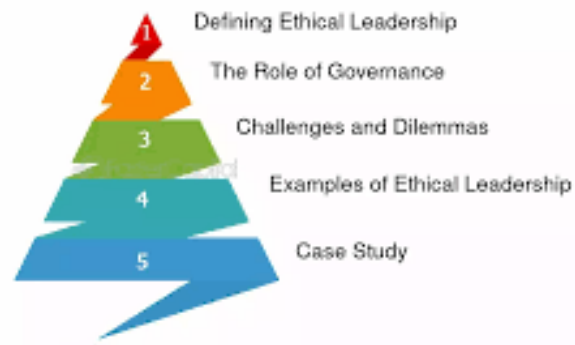 1 Defining Ethical Leadership
2 The Role of Governance
3 Challenges and Dilemmas
4 Examples of Ethical Leadership
5 Case Study